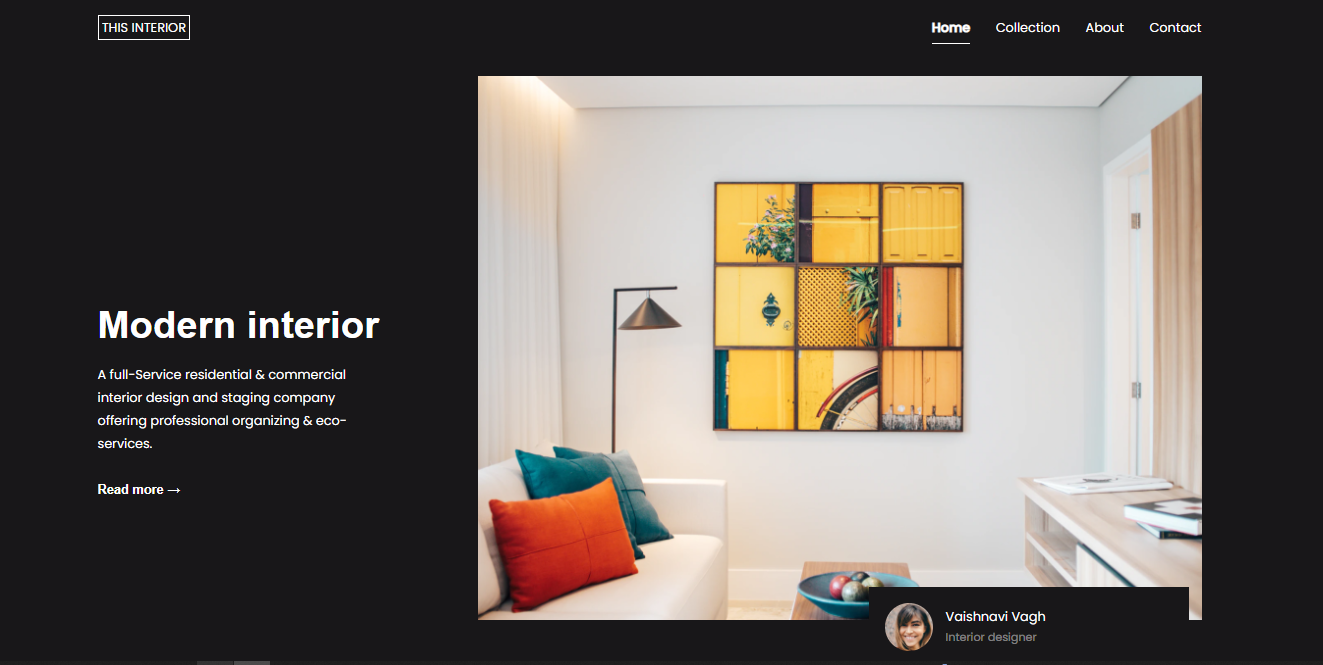 THIS INTERIOR
Home Collection About Contact
Modern interior
A full-Service residential & commercial
interior design and staging company
offering professional organizing & eco-
services.
Read more →
Vaishnavi Vagh
Interior designer